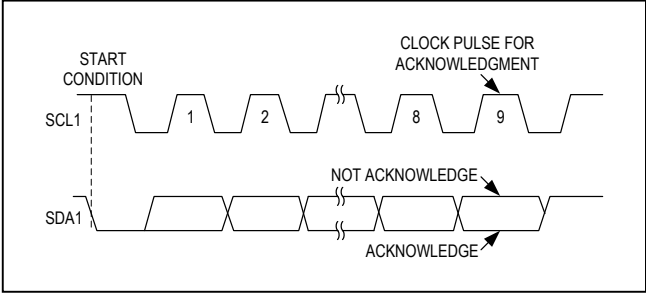 START
CONDITION
CLOCK PULSE FOR
ACKNOWLEDGMENT
SCL1
1
2
8
9
NOT ACKNOWLEDGE
SDA1
ACKNOWLEDGE